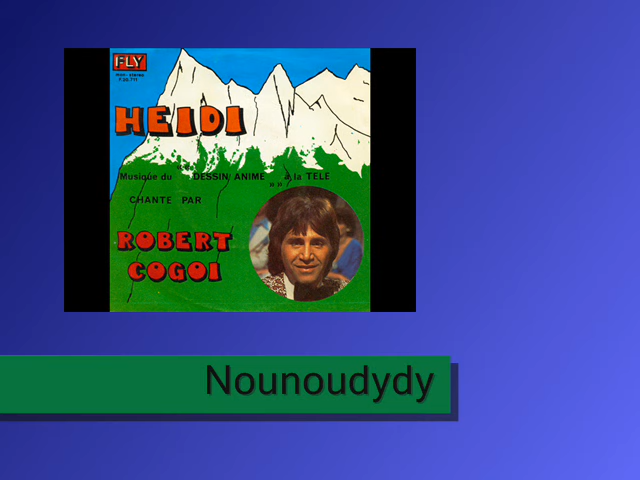 FLY
HEIDI
Musique du "DESSIN ANIME" à la TELE
CHANTE PAR
ROBERT
COGOI
Nounoudydy